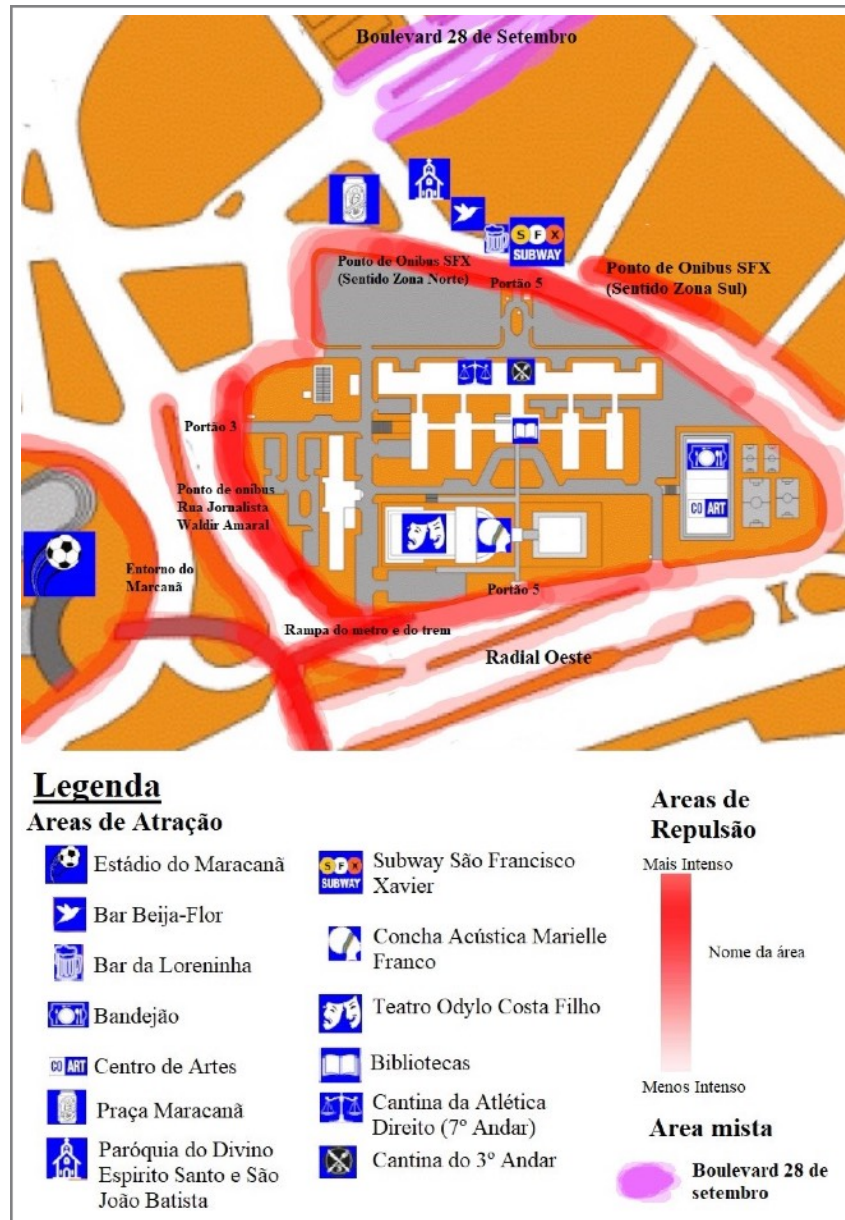 Boulevard 28 de Setembro
S F X
SUBWAY
Ponto de Onibus SFX
(Sentido Zona Norte)
Portão 5
Ponto de Onibus SFX
(Sentido Zona Sul)
Portão 3
Ponto de onibus
Rua Jornalista
Waldir Amaral
CO ART
Entorno do
Marcanã
Portão 5
Rampa do metro e do trem
Radial Oeste
Legenda
Areas de Atração
Estádio do Maracanã
Bar Beija-Flor
Bar da Loreninha
Bandejão
CO ART
Centro de Artes
Praça Maracanã
Paróquia do Divino
Espirito Santo e São
João Batista
S F X
SUBWAY
Subway São Francisco
Xavier
Concha Acústica Marielle
Franco
Teatro Odylo Costa Filho
Bibliotecas
Cantina da Atlética
Direito (7º Andar)
Cantina do 3º Andar
Areas de
Repulsão
Mais Intenso
Nome da área
Menos Intenso
Area mista
Boulevard 28 de
setembro